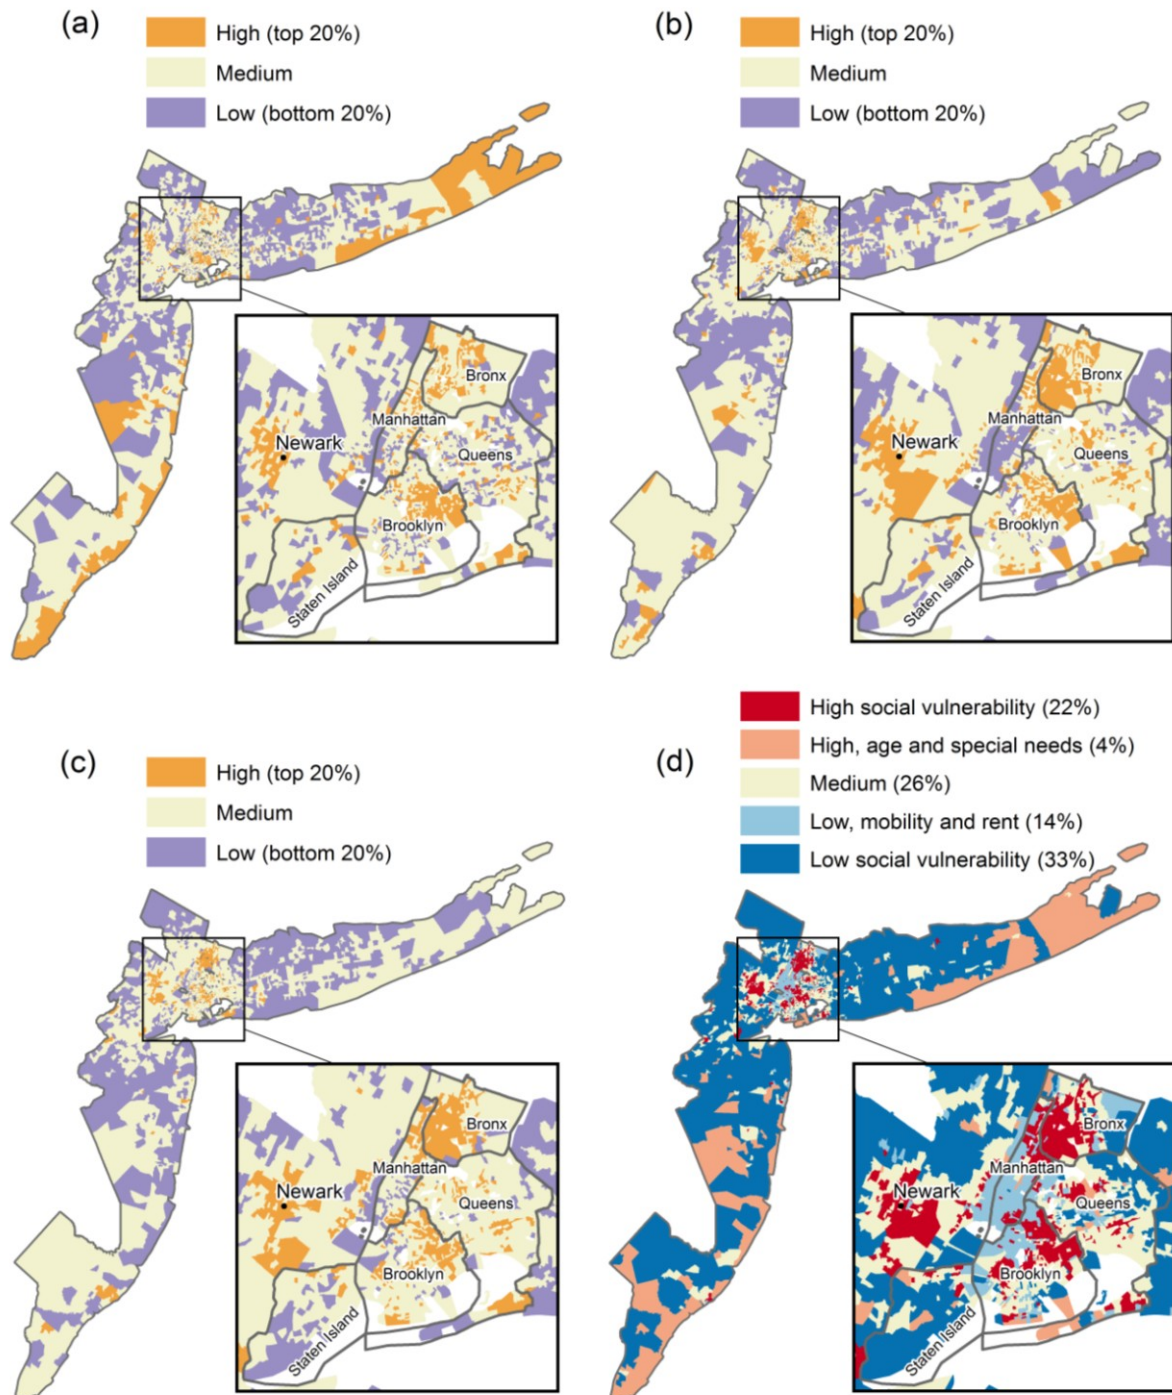 (a)
High (top 20%)
Medium
Low (bottom 20%)
Bronx
Manhattan
Newark
Queens
Brooklyn
Staten Island
(b)
High (top 20%)
Medium
Low (bottom 20%)
Bronx
Manhattan
Newark
Queens
Brooklyn
Staten Island
(c)
High (top 20%)
Medium
Low (bottom 20%)
Bronx
Manhattan
Newark
Queens
Brooklyn
Staten Island
(d)
High social vulnerability (22%)
High, age and special needs (4%)
Medium (26%)
Low, mobility and rent (14%)
Low social vulnerability (33%)
Bronx
Manhattan
Newark
Queens
Brooklyn
Staten Island